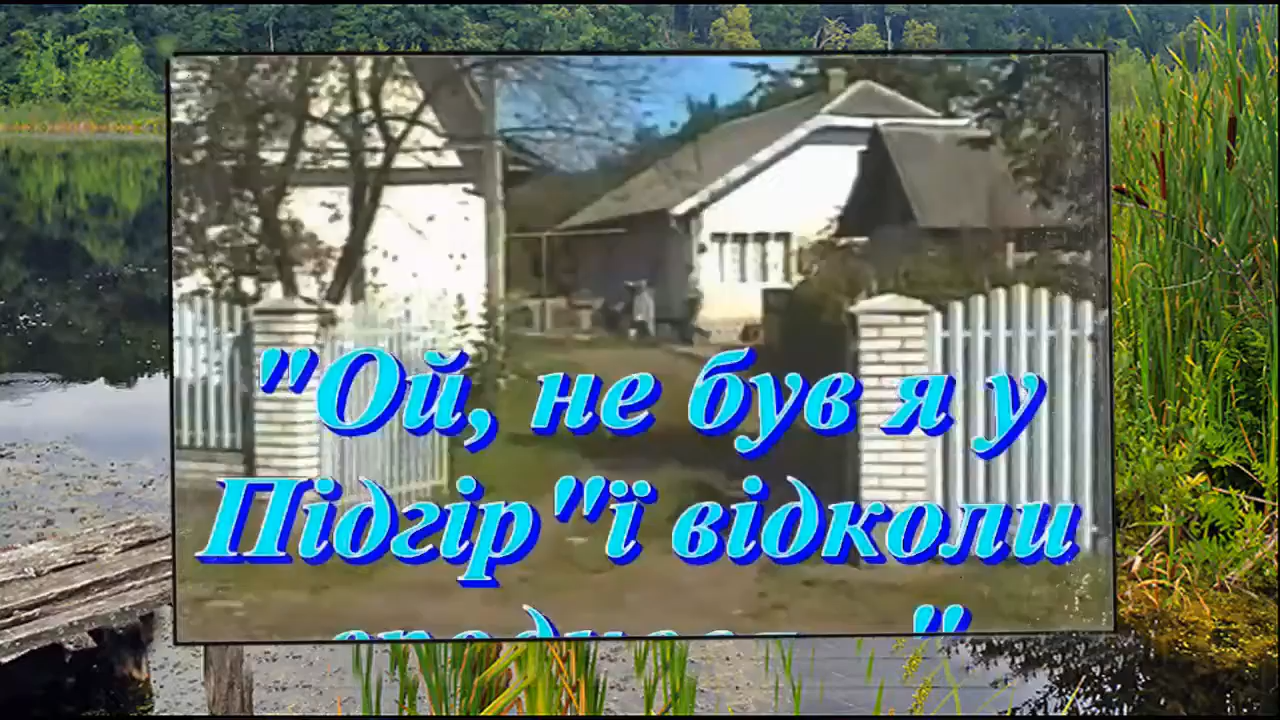 "Ой, не був я у
Підгір"ї відколи
"